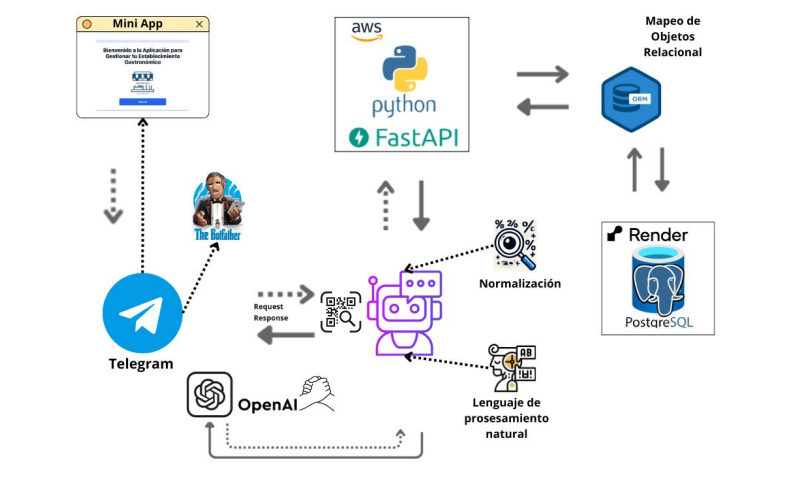 Mini App
Bienvenido a la Aplicación para
Gestionar tu Establecimiento
Gastronómico
aws
python
FastAPI
Mapeo de
Objetos
Relacional
ORM
The Botfather
% % %
%
Normalización
Render
PostgreSQL
Request
Response
Telegram
OpenAI
AB
Lenguaje de
prosesamiento
natural